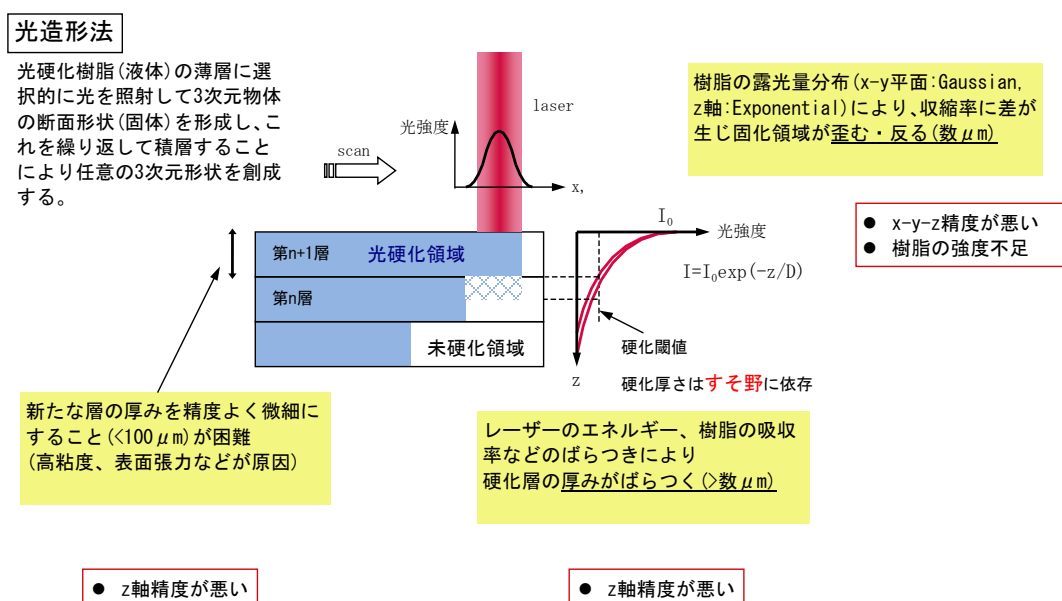 光造形法
光硬化樹脂(液体)の薄層に選
択的に光を照射して3次元物体
の断面形状(固体)を形成し、こ
れを繰り返して積層すること
により任意の3次元形状を創成
する。
scan
光強度
laser
x,
樹脂の露光量分布(x-y平面:Gaussian,
z軸:Exponential)により、収縮率に差が
生じ固化領域が歪む・反る(数μm)
● x-y-z精度が悪い
● 樹脂の強度不足
第n+1層 光硬化領域
第n層
未硬化領域
I₀
光強度
I=I₀exp(-z/D)
硬化閾値
z
硬化厚さはすそ野に依存
新たな層の厚みを精度よく微細に
すること(<100μm)が困難
(高粘度、表面張力などが原因)
レーザーのエネルギー、樹脂の吸収
率などのばらつきにより
硬化層の厚みがばらつく(>数μm)
● z軸精度が悪い
● z軸精度が悪い